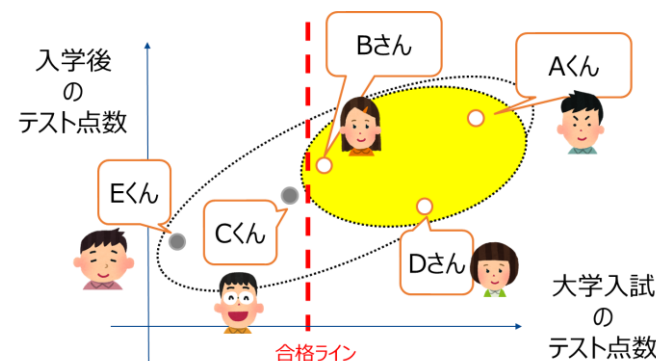 入学後
の
テスト点数
Bさん
Aくん
Eくん
Cくん
Dさん
大学入試
の
テスト点数
合格ライン